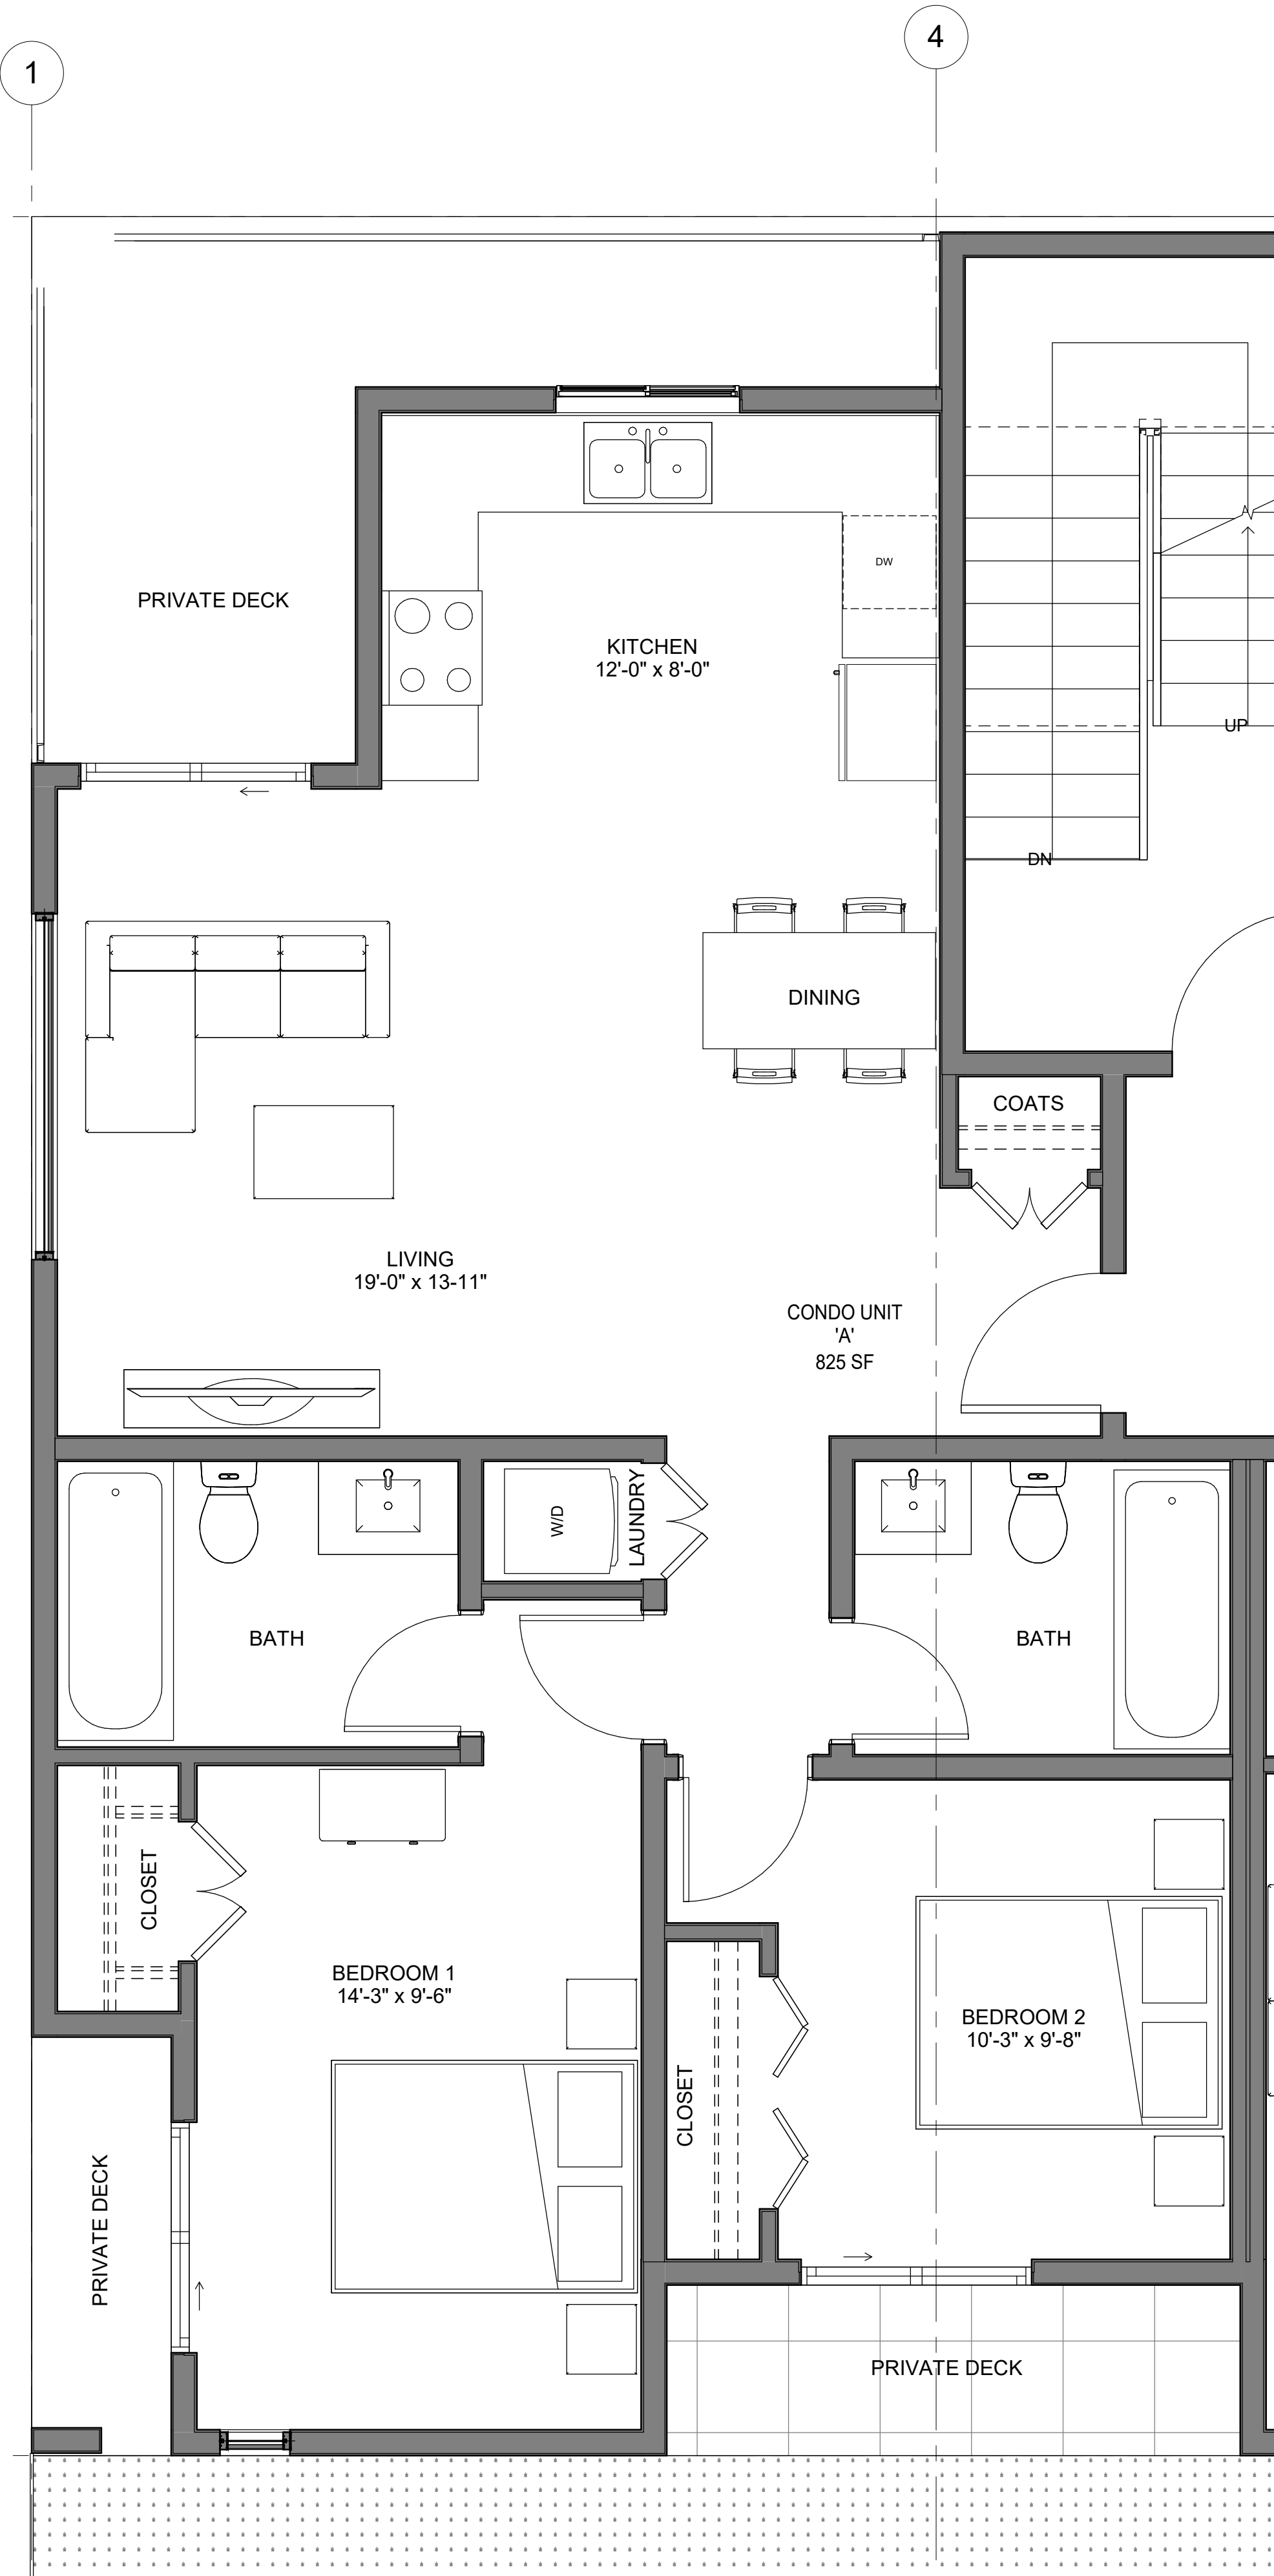 1
4
PRIVATE DECK
DW
KITCHEN
12'-0" x 8'-0"
UP
DN
DINING
COATS
LIVING
19'-0" x 13-11"
CONDO UNIT
'A'
825 SF
W/D
LAUNDRY
BATH
BATH
CLOSET
BEDROOM 1
14'-3" x 9'-6"
BEDROOM 2
10'-3" x 9'-8"
CLOSET
PRIVATE DECK
PRIVATE DECK